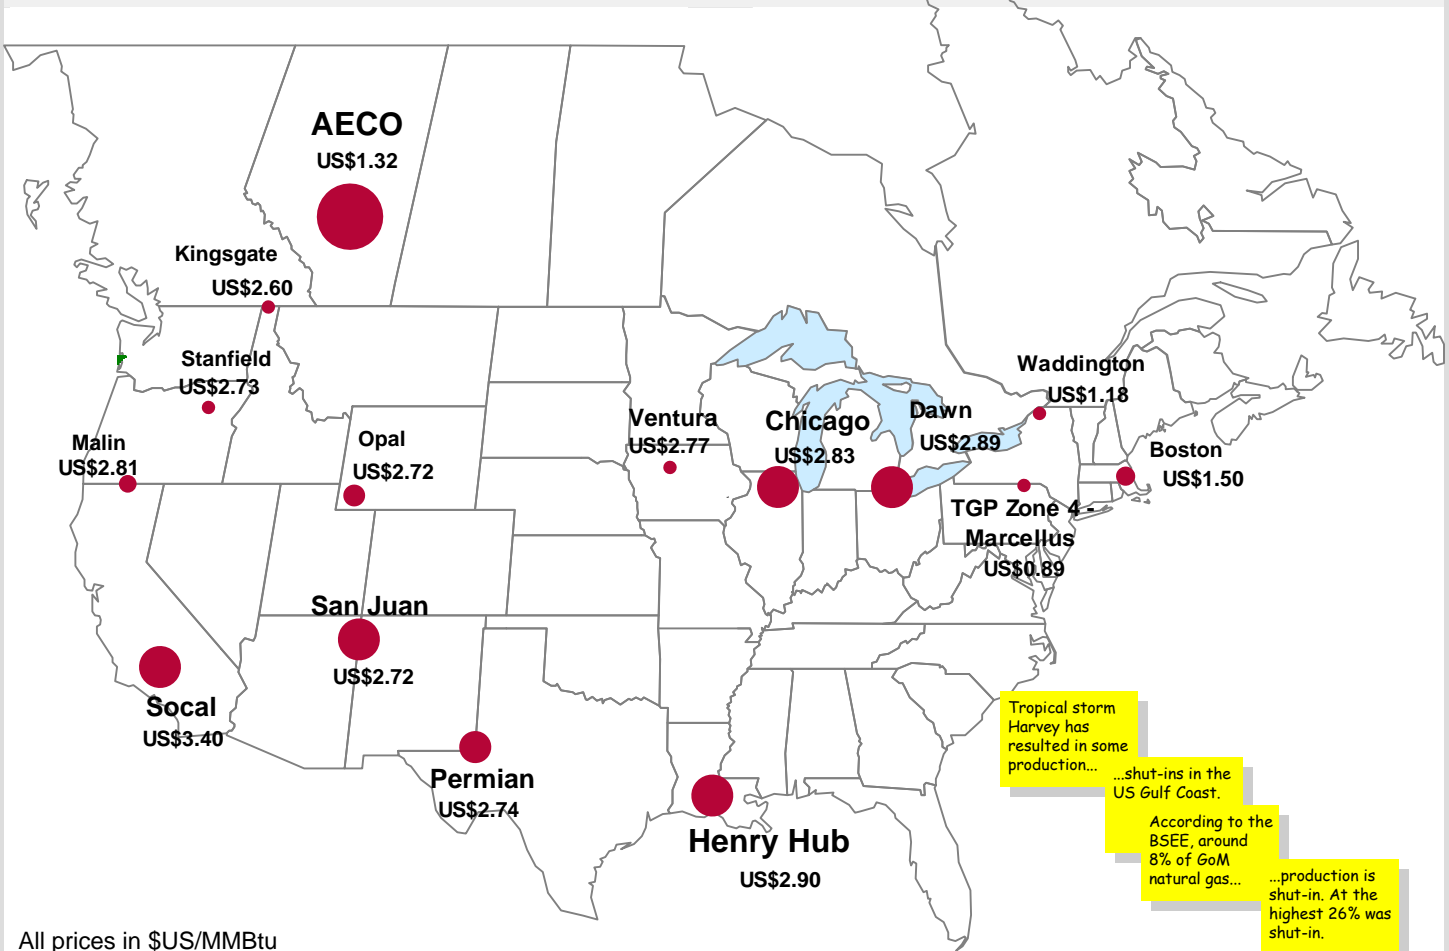 AECO
US$1.32
Kingsgate
US$2.60
Stanfield
US$2.73
Malin
US$2.81
Opal
US$2.72
Ventura
US$2.77
Chicago
US$2.83
Dawn
US$2.89
Waddington
US$1.18
Boston
US$1.50
TGP Zone 4 -
Marcellus
US$0.89
San Juan
US$2.72
Socal
US$3.40
Permian
US$2.74
Henry Hub
US$2.90
Tropical storm
Harvey has
resulted in some
production...
...shut-ins in the
US Gulf Coast.
According to the
BSEE, around
8% of GoM
natural gas...
...production is
shut-in. At the
highest 26% was
shut-in.
All prices in $US/MMBtu